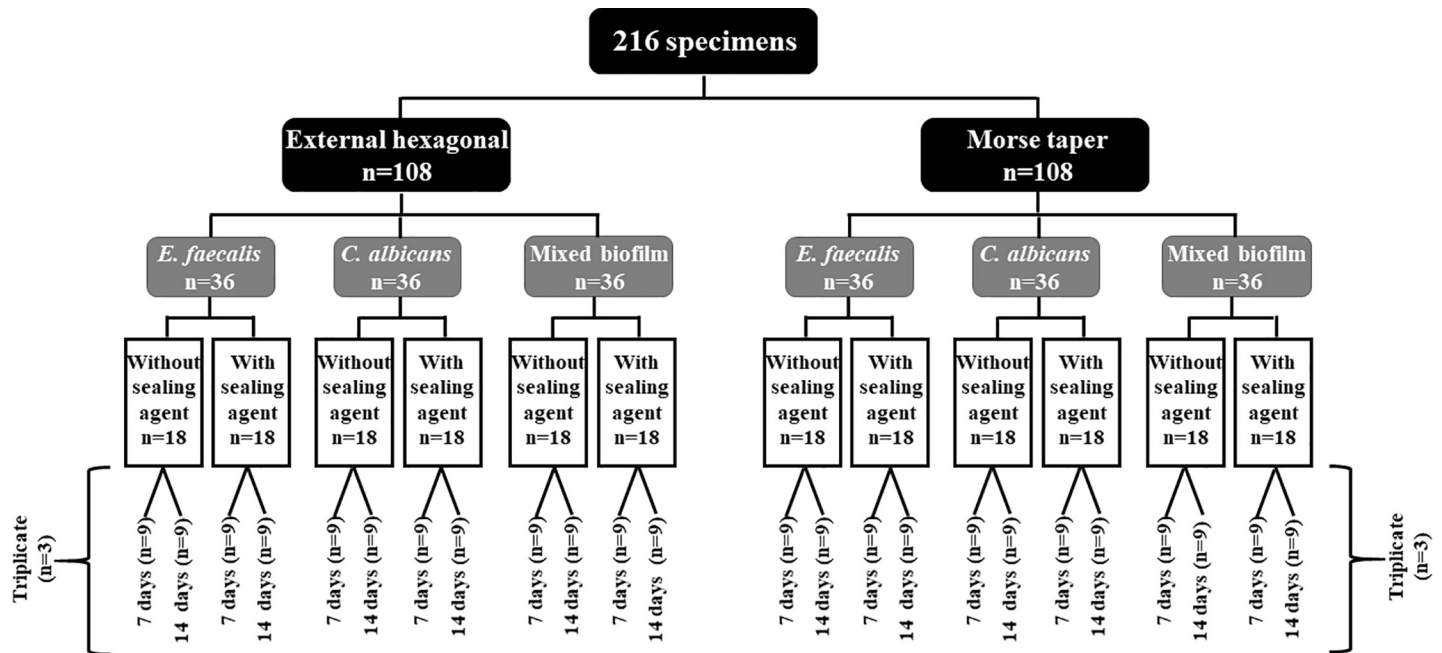 216 specimens
External hexagonal
n=108
Morse taper
n=108
E. faecalis
n=36
C. albicans
n=36
Mixed biofilm
n=36
E. faecalis
n=36
C. albicans
n=36
Mixed biofilm
n=36
Without
sealing
agent
n=18
With
sealing
agent
n=18
Without
sealing
agent
n=18
With
sealing
agent
n=18
Without
sealing
agent
n=18
With
sealing
agent
n=18
Without
sealing
agent
n=18
With
sealing
agent
n=18
Without
sealing
agent
n=18
With
sealing
agent
n=18
Without
sealing
agent
n=18
With
sealing
agent
n=18
Triplicate
(n=3)
7 days (n=9)
14 days (n=9)
7 days (n=9)
14 days (n=9)
7 days (n=9)
14 days (n=9)
7 days (n=9)
14 days (n=9)
7 days (n=9)
14 days (n=9)
7 days (n=9)
14 days (n=9)
7 days (n=9)
14 days (n=9)
7 days (n=9)
14 days (n=9)
7 days (n=9)
14 days (n=9)
7 days (n=9)
14 days (n=9)
7 days (n=9)
14 days (n=9)
7 days (n=9)
14 days (n=9)
Triplicate
(n=3)